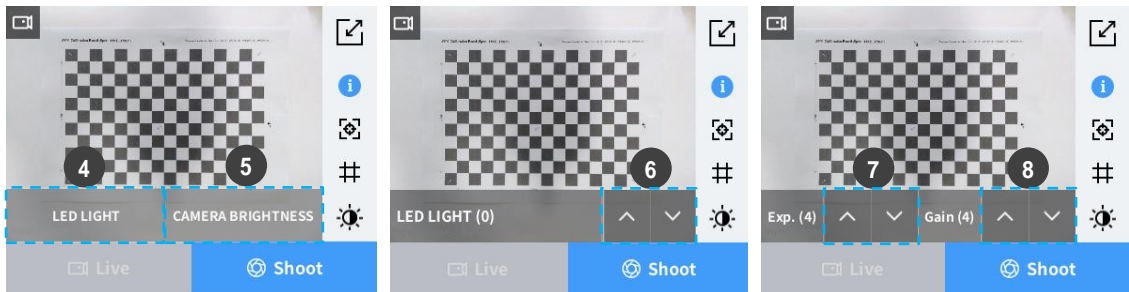 4
5
LED LIGHT
CAMERA BRIGHTNESS
Live
Shoot
6
LED LIGHT (0)
Live
Shoot
7
8
Exp. (4)
Gain (4)
Live
Shoot